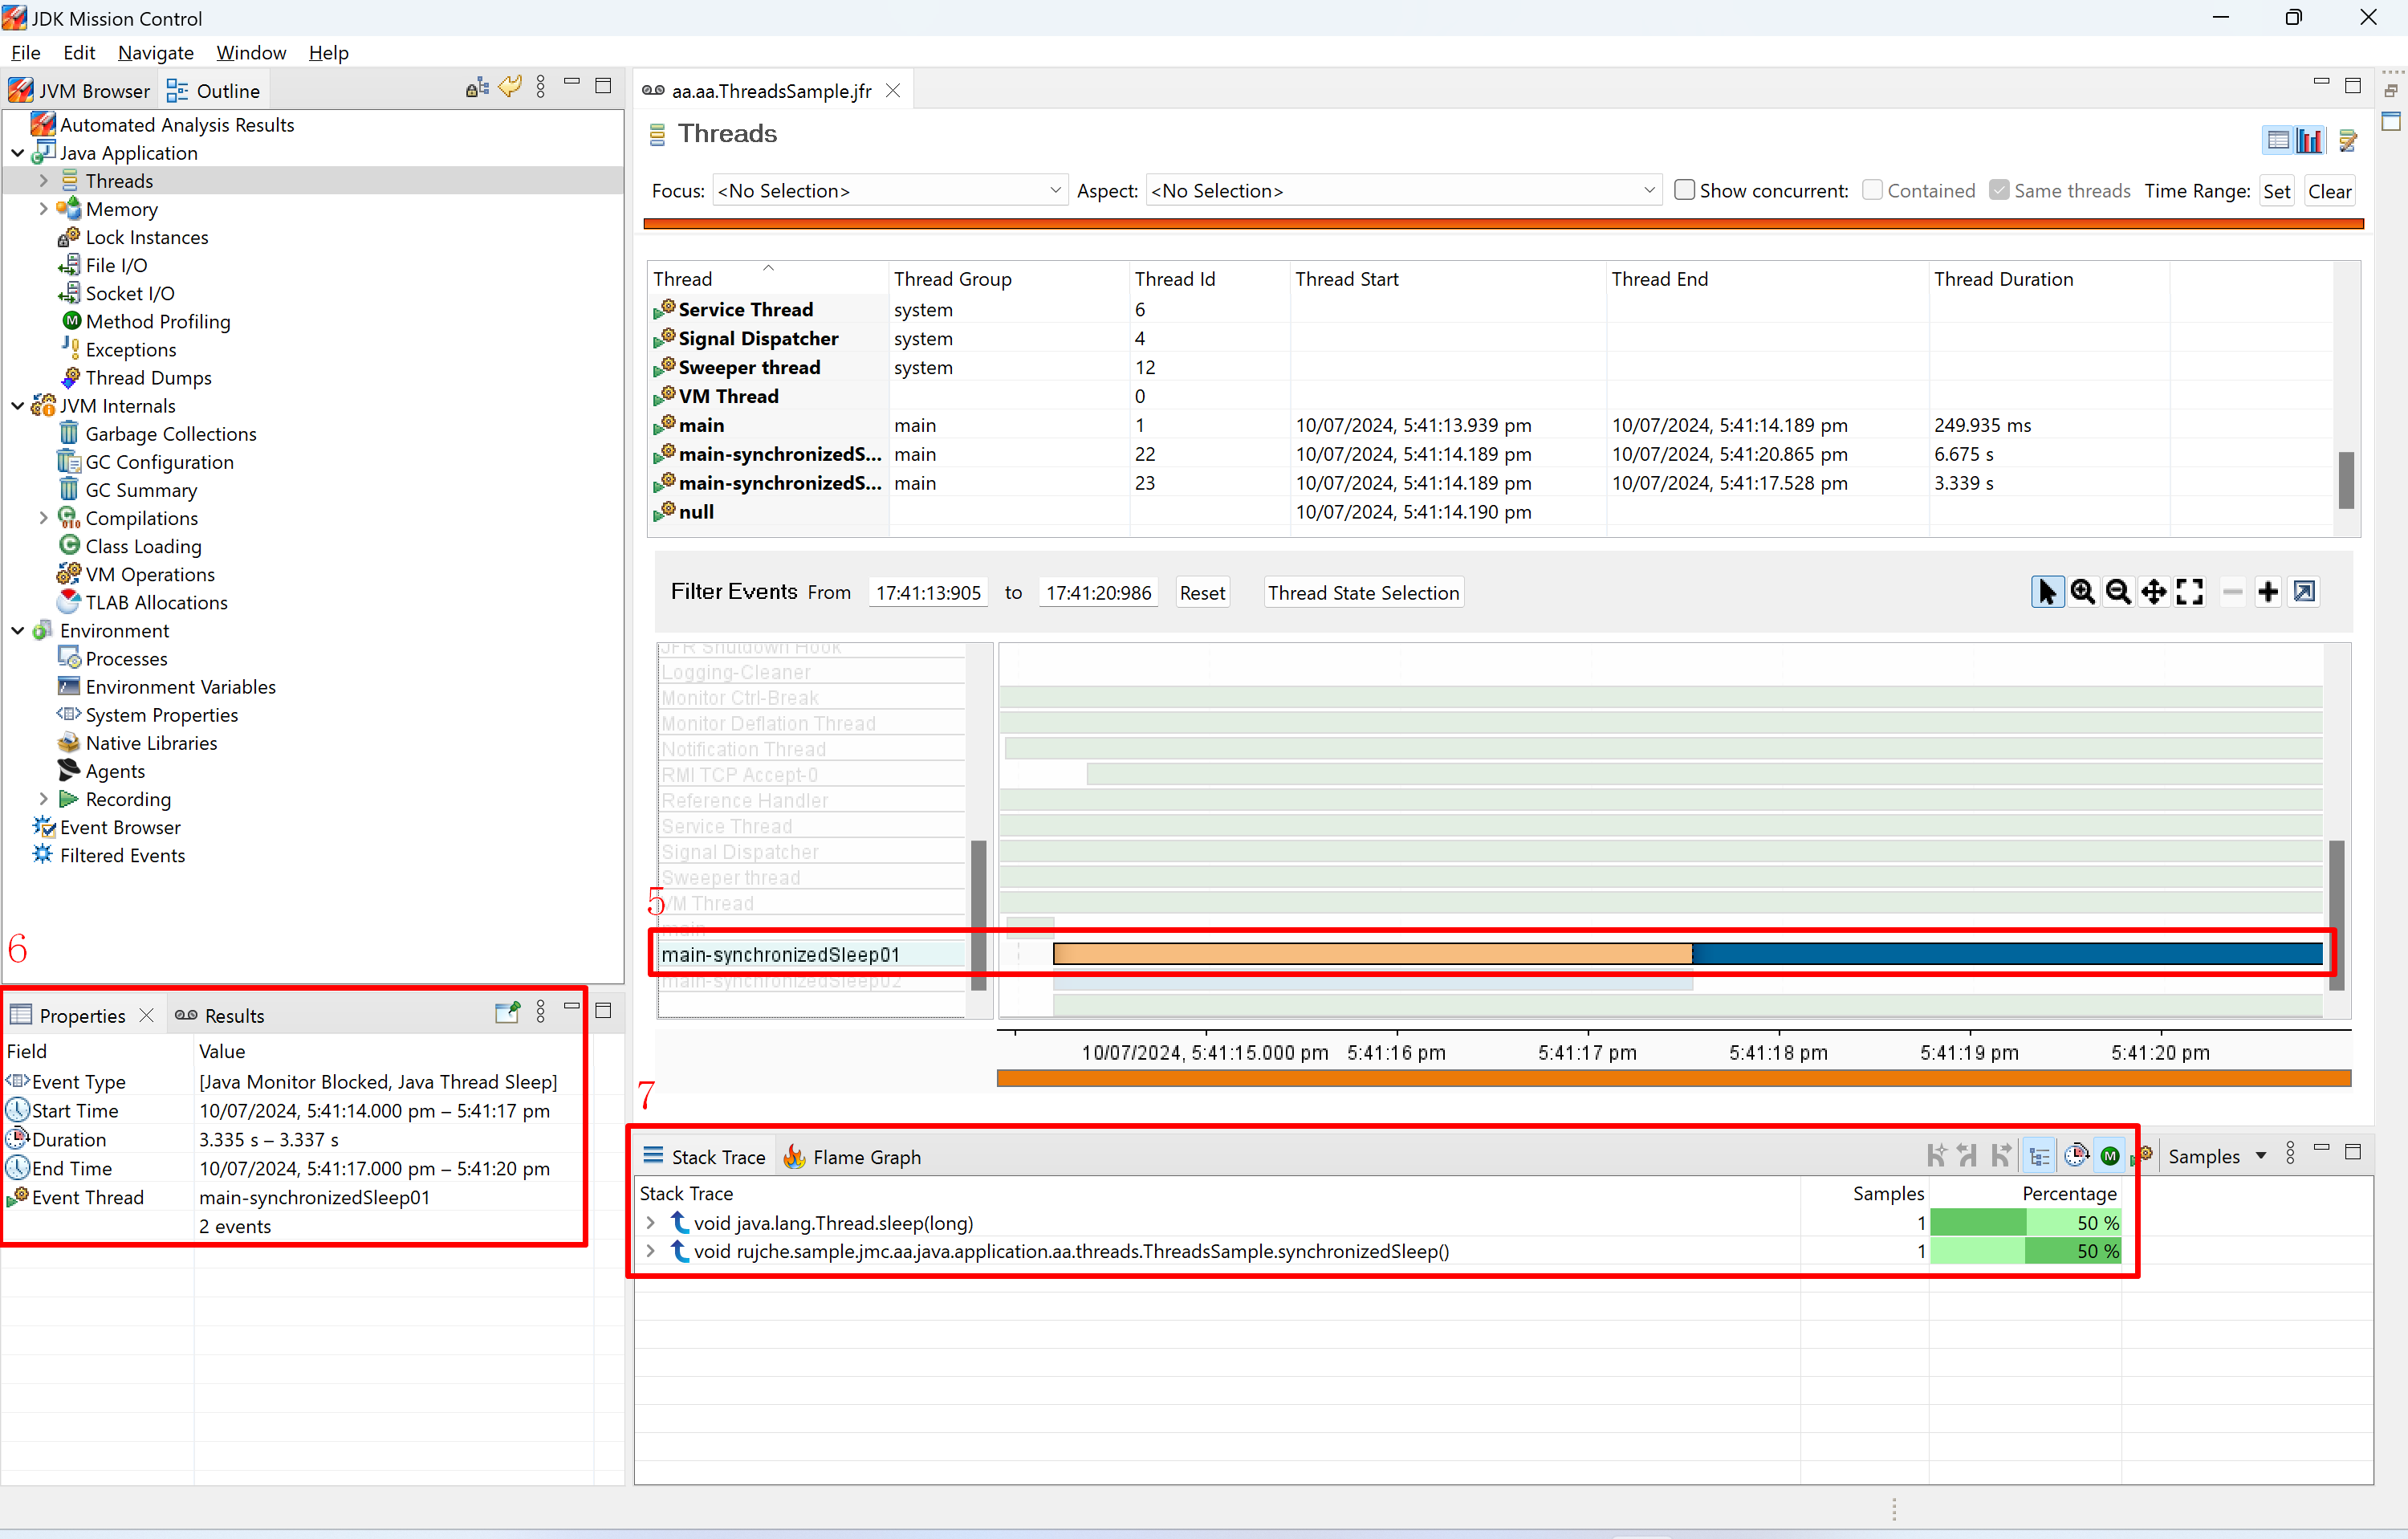 JDK Mission Control
File Edit Navigate Window Help
JVM Browser Outline
Automated Analysis Results
Java Application
Threads
Memory
Lock Instances
File I/O
Socket I/O
Method Profiling
Exceptions
Thread Dumps
JVM Internals
Garbage Collections
GC Configuration
GC Summary
Compilations
Class Loading
VM Operations
TLAB Allocations
Environment
Processes
Environment Variables
System Properties
Native Libraries
Agents
Recording
Event Browser
Filtered Events
6
Properties Results
Field Value
Event Type [Java Monitor Blocked, Java Thread Sleep]
Start Time 10/07/2024, 5:41:14.000 pm – 5:41:17 pm
Duration 3.335 s – 3.337 s
End Time 10/07/2024, 5:41:17.000 pm – 5:41:20 pm
Event Thread main-synchronizedSleep01
2 events
aa.aa.ThreadsSample.jfr
Threads
Focus: <No Selection> Aspect: <No Selection> Show concurrent: Contained Same threads Time Range: Set Clear
Thread Thread Group Thread Id Thread Start Thread End Thread Duration
Service Thread system 6
Signal Dispatcher system 4
Sweeper thread system 12
VM Thread 0
main main 1 10/07/2024, 5:41:13.939 pm 10/07/2024, 5:41:14.189 pm 249.935 ms
main-synchronizedS... main 22 10/07/2024, 5:41:14.189 pm 10/07/2024, 5:41:20.865 pm 6.675 s
main-synchronizedS... main 23 10/07/2024, 5:41:14.189 pm 10/07/2024, 5:41:17.528 pm 3.339 s
null 10/07/2024, 5:41:14.190 pm
Filter Events From 17:41:13:905 to 17:41:20:986 Reset Thread State Selection
JFR Shutdown Hook
Logging-Cleaner
Monitor Ctrl-Break
Monitor Deflation Thread
Notification Thread
RMI TCP Accept-0
Reference Handler
Service Thread
Signal Dispatcher
Sweeper thread
5
VM Thread
main
main-synchronizedSleep01
main-synchronizedSleep02
10/07/2024, 5:41:15.000 pm 5:41:16 pm 5:41:17 pm 5:41:18 pm 5:41:19 pm 5:41:20 pm
7
Stack Trace Flame Graph Samples
Stack Trace Samples Percentage
void java.lang.Thread.sleep(long) 1 50 %
void rujche.sample.jmc.aa.java.application.aa.threads.ThreadsSample.synchronizedSleep() 1 50 %